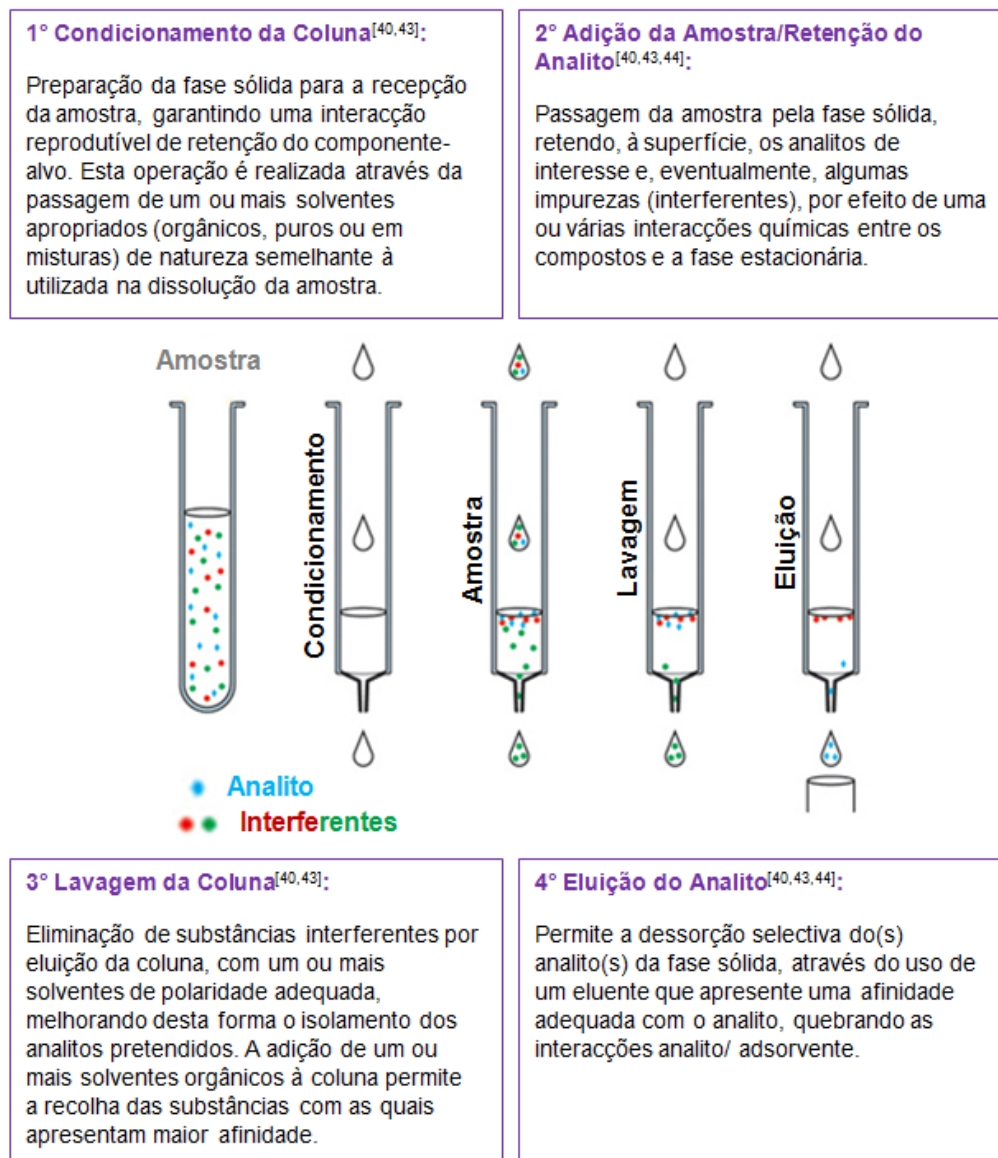 1° Condicionamento da Coluna[40,43]:
Preparação da fase sólida para a recepção
da amostra, garantindo uma interacção
reprodutível de retenção do componente-
alvo. Esta operação é realizada através da
passagem de um ou mais solventes
apropriados (orgânicos, puros ou em
misturas) de natureza semelhante à
utilizada na dissolução da amostra.
2° Adição da Amostra/Retenção do
Analito[40,43,44]:
Passagem da amostra pela fase sólida,
retendo, à superfície, os analitos de
interesse e, eventualmente, algumas
impurezas (interferentes), por efeito de uma
ou várias interacções químicas entre os
compostos e a fase estacionária.
Amostra
Condicionamento
Amostra
Lavagem
Eluição
Analito
Interferentes
3° Lavagem da Coluna[40,43]:
Eliminação de substâncias interferentes por
eluição da coluna, com um ou mais
solventes de polaridade adequada,
melhorando desta forma o isolamento dos
analitos pretendidos. A adição de um ou
mais solventes orgânicos à coluna permite
a recolha das substâncias com as quais
apresentam maior afinidade.
4° Eluição do Analito[40,43,44]:
Permite a dessorção selectiva do(s)
analito(s) da fase sólida, através do uso de
um eluente que apresente uma afinidade
adequada com o analito, quebrando as
interacções analito/ adsorvente.